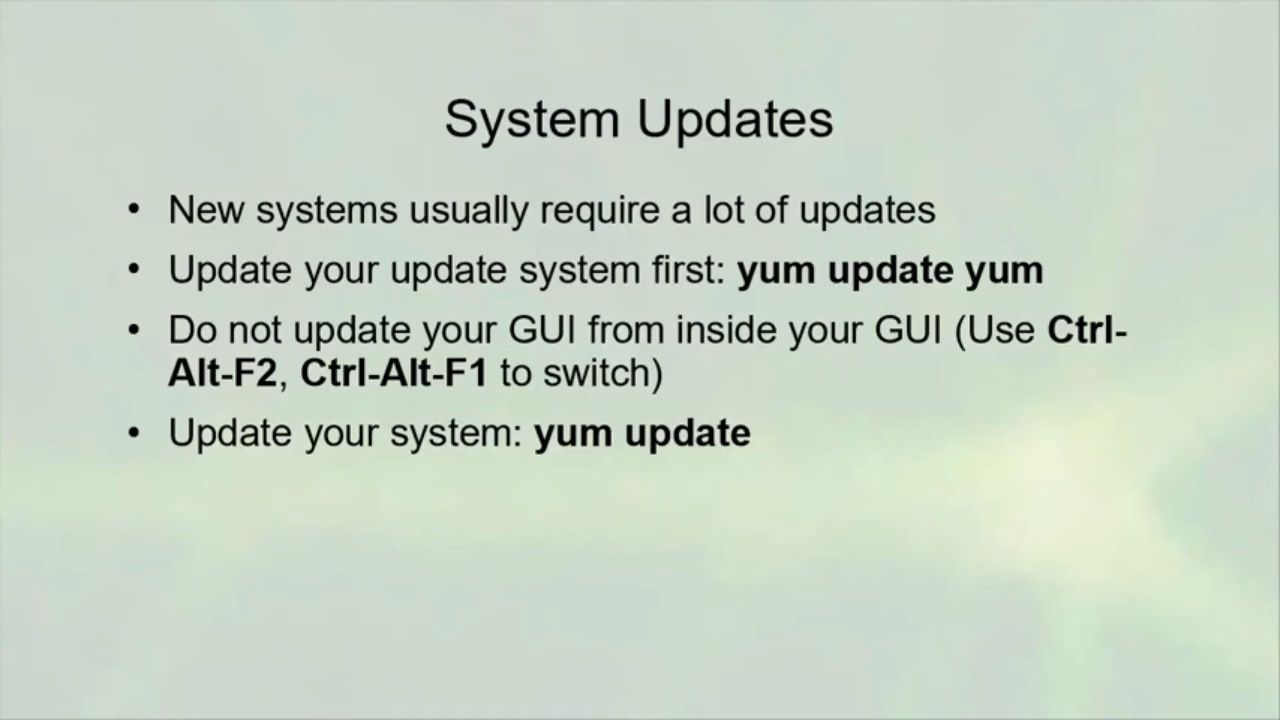 System Updates
• New systems usually require a lot of updates
• Update your update system first: yum update yum
• Do not update your GUI from inside your GUI (Use Ctrl-
Alt-F2, Ctrl-Alt-F1 to switch)
• Update your system: yum update